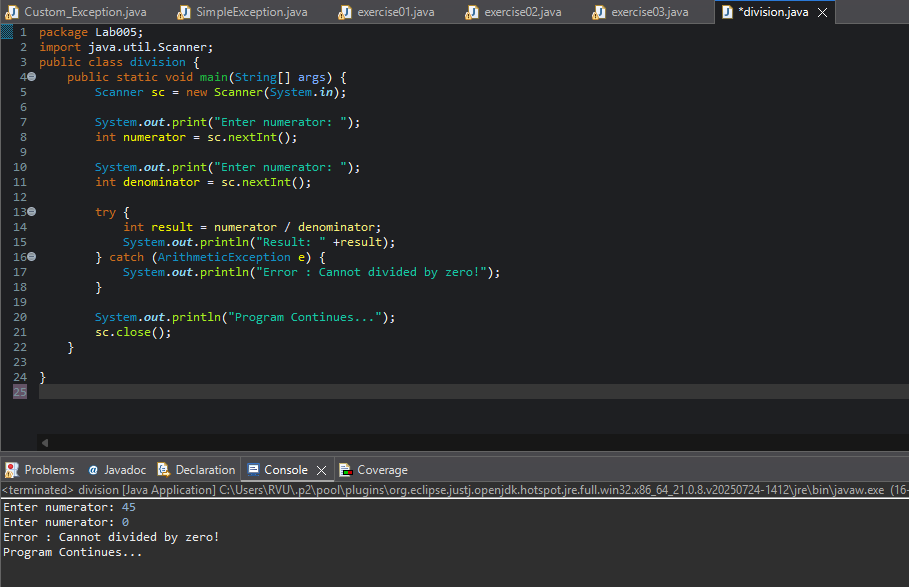 Custom_Exception.java SimpleException.java exercise01.java exercise02.java exercise03.java *division.java
1 package Lab005;
2 import java.util.Scanner;
3 public class division {
4 public static void main(String[] args) {
5 Scanner sc = new Scanner(System.in);
6
7 System.out.print("Enter numerator: ");
8 int numerator = sc.nextInt();
9
10 System.out.print("Enter numerator: ");
11 int denominator = sc.nextInt();
12
13 try {
14 int result = numerator / denominator;
15 System.out.println("Result: " +result);
16 } catch (ArithmeticException e) {
17 System.out.println("Error : Cannot divided by zero!");
18 }
19
20 System.out.println("Program Continues...");
21 sc.close();
22 }
23
24 }
25
Problems Javadoc Declaration Console Coverage
<terminated> division [Java Application] C:\Users\RVU\.p2\pool\plugins\org.eclipse.justj.openjdk.hotspot.jre.full.win32.x86_64_21.0.8.v20250724-1412\jre\bin\javaw.exe (16-
Enter numerator: 45
Enter numerator: 0
Error : Cannot divided by zero!
Program Continues...